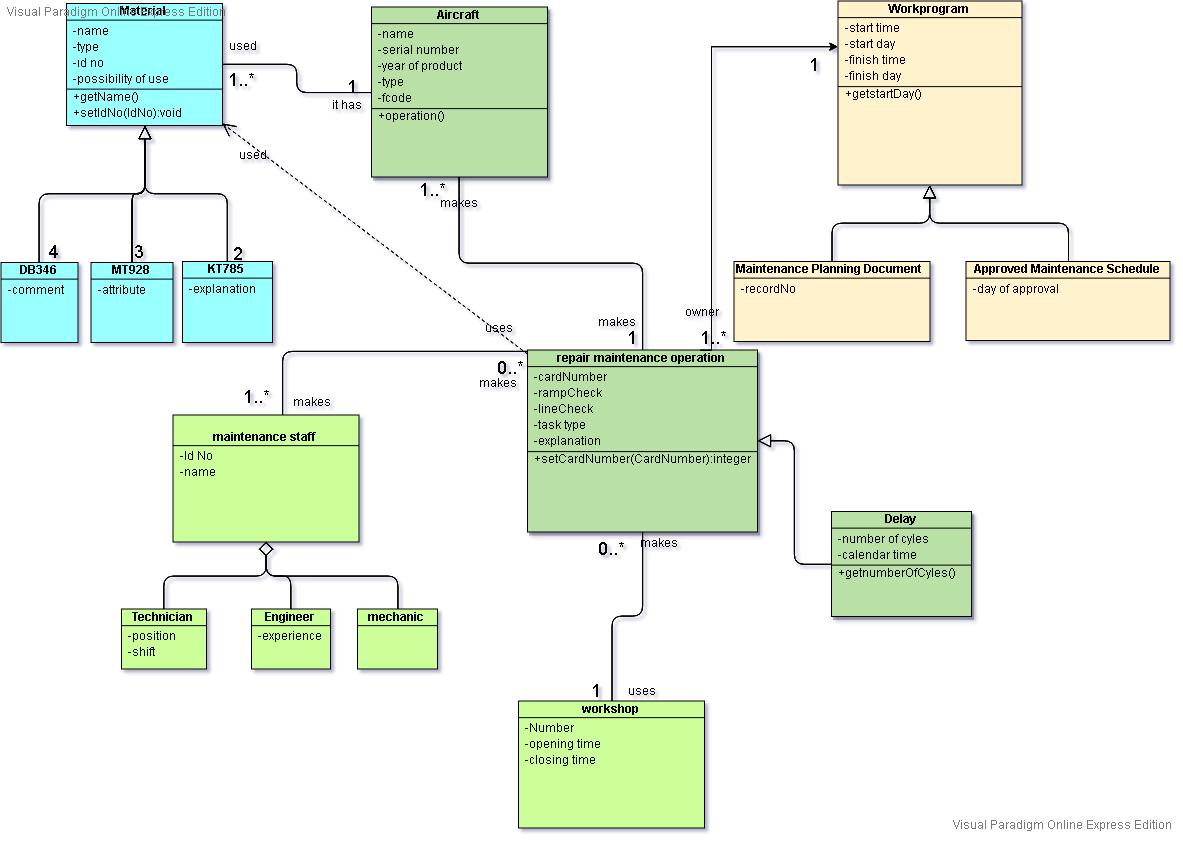 Visual Paradigm Online Express Edition
Material
-name
-type
-id no
-possibility of use
+getName()
+setIdNo(IdNo):void
used
1..*
1
it has
Aircraft
-name
-serial number
-year of product
-type
-fcode
+operation()
Workprogram
-start time
-start day
-finish time
-finish day
+getstartDay()
1
used
1..*
makes
4
DB346
-comment
3
MT928
-attribute
2
KT785
-explanation
Maintenance Planning Document
-recordNo
Approved Maintenance Schedule
-day of approval
owner
1..*
makes
1
uses
0..*
makes
1..*
makes
repair maintenance operation
-cardNumber
-rampCheck
-lineCheck
-task type
-explanation
+setCardNumber(CardNumber):integer
maintenance staff
-Id No
-name
Delay
-number of cyles
-calendar time
+getnumberOfCyles()
0..*
makes
Technician
-position
-shift
Engineer
-experience
mechanic
1
uses
workshop
-Number
-opening time
-closing time
Visual Paradigm Online Express Edition